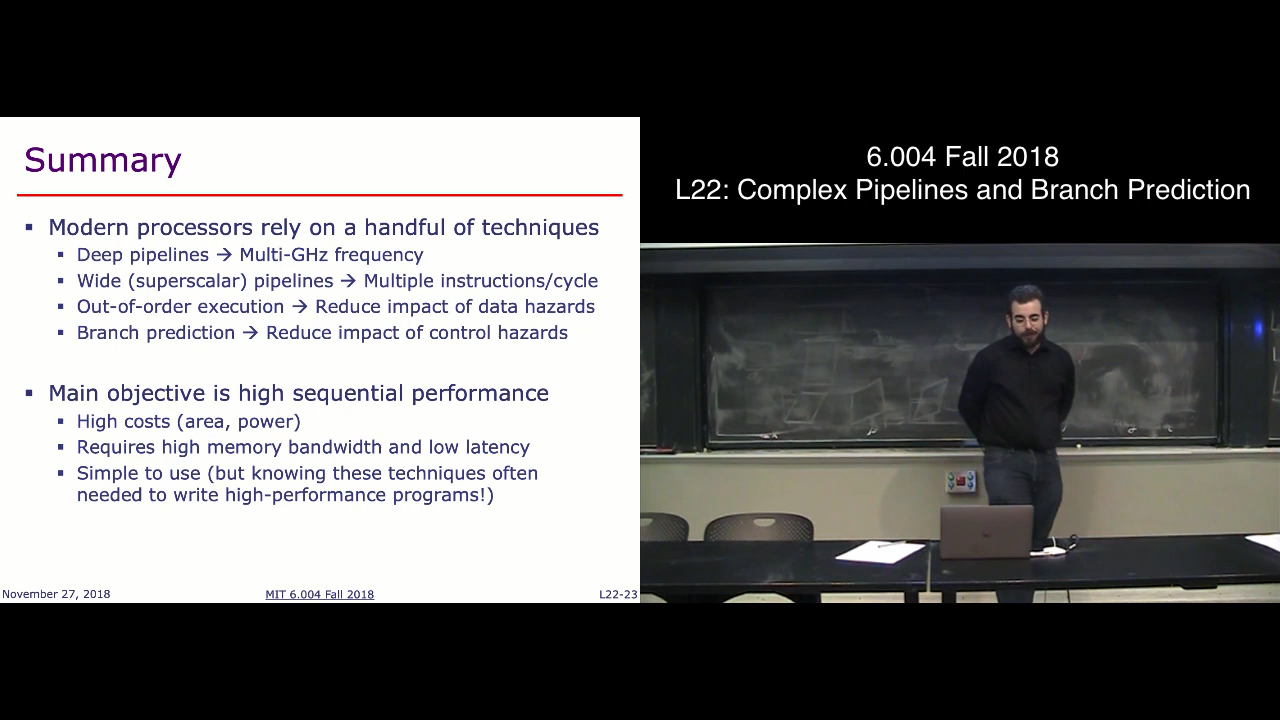 Summary
▪ Modern processors rely on a handful of techniques
▪ Deep pipelines → Multi-GHz frequency
▪ Wide (superscalar) pipelines → Multiple instructions/cycle
▪ Out-of-order execution → Reduce impact of data hazards
▪ Branch prediction → Reduce impact of control hazards
▪ Main objective is high sequential performance
▪ High costs (area, power)
▪ Requires high memory bandwidth and low latency
▪ Simple to use (but knowing these techniques often
needed to write high-performance programs!)
November 27, 2018
MIT 6.004 Fall 2018
L22-23
6.004 Fall 2018
L22: Complex Pipelines and Branch Prediction